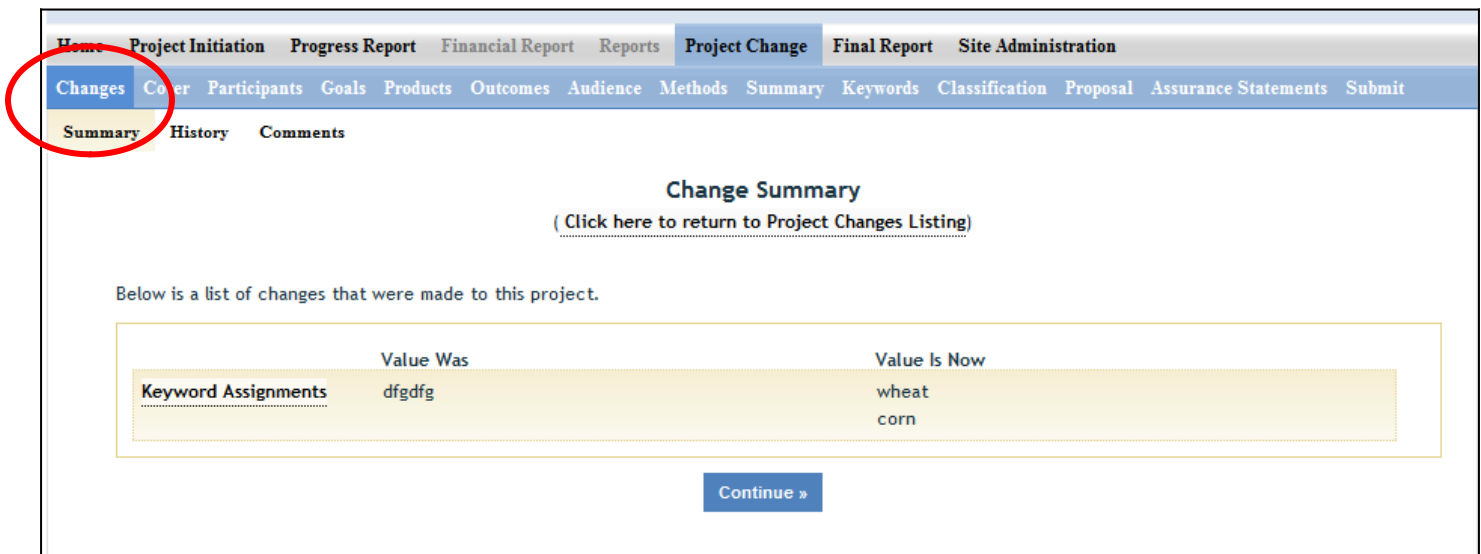 Home Project Initiation Progress Report Financial Report Reports Project Change Final Report Site Administration
Changes Cover Participants Goals Products Outcomes Audience Methods Summary Keywords Classification Proposal Assurance Statements Submit
Summary History Comments
Change Summary
( Click here to return to Project Changes Listing)
Below is a list of changes that were made to this project.
Value Was Value Is Now
Keyword Assignments dfgdfg wheat
corn
Continue »